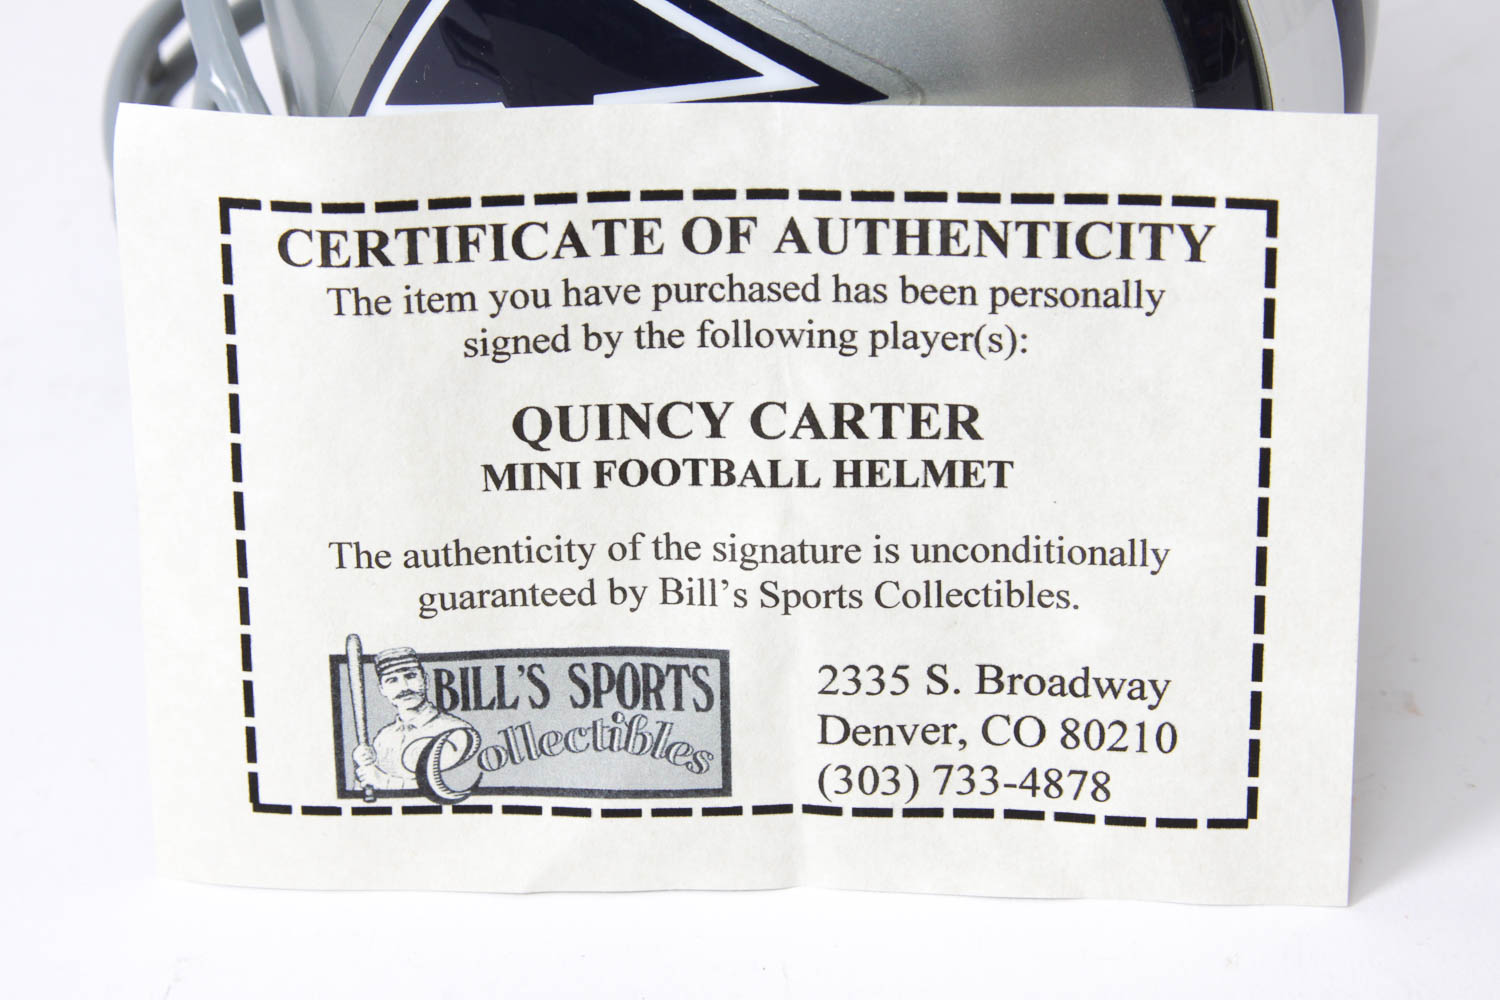 CERTIFICATE OF AUTHENTICITY
The item you have purchased has been personally
signed by the following player(s):
QUINCY CARTER
MINI FOOTBALL HELMET
The authenticity of the signature is unconditionally
guaranteed by Bill's Sports Collectibles.
BILL'S SPORTS
Collectibles
2335 S. Broadway
Denver, CO 80210
(303) 733-4878